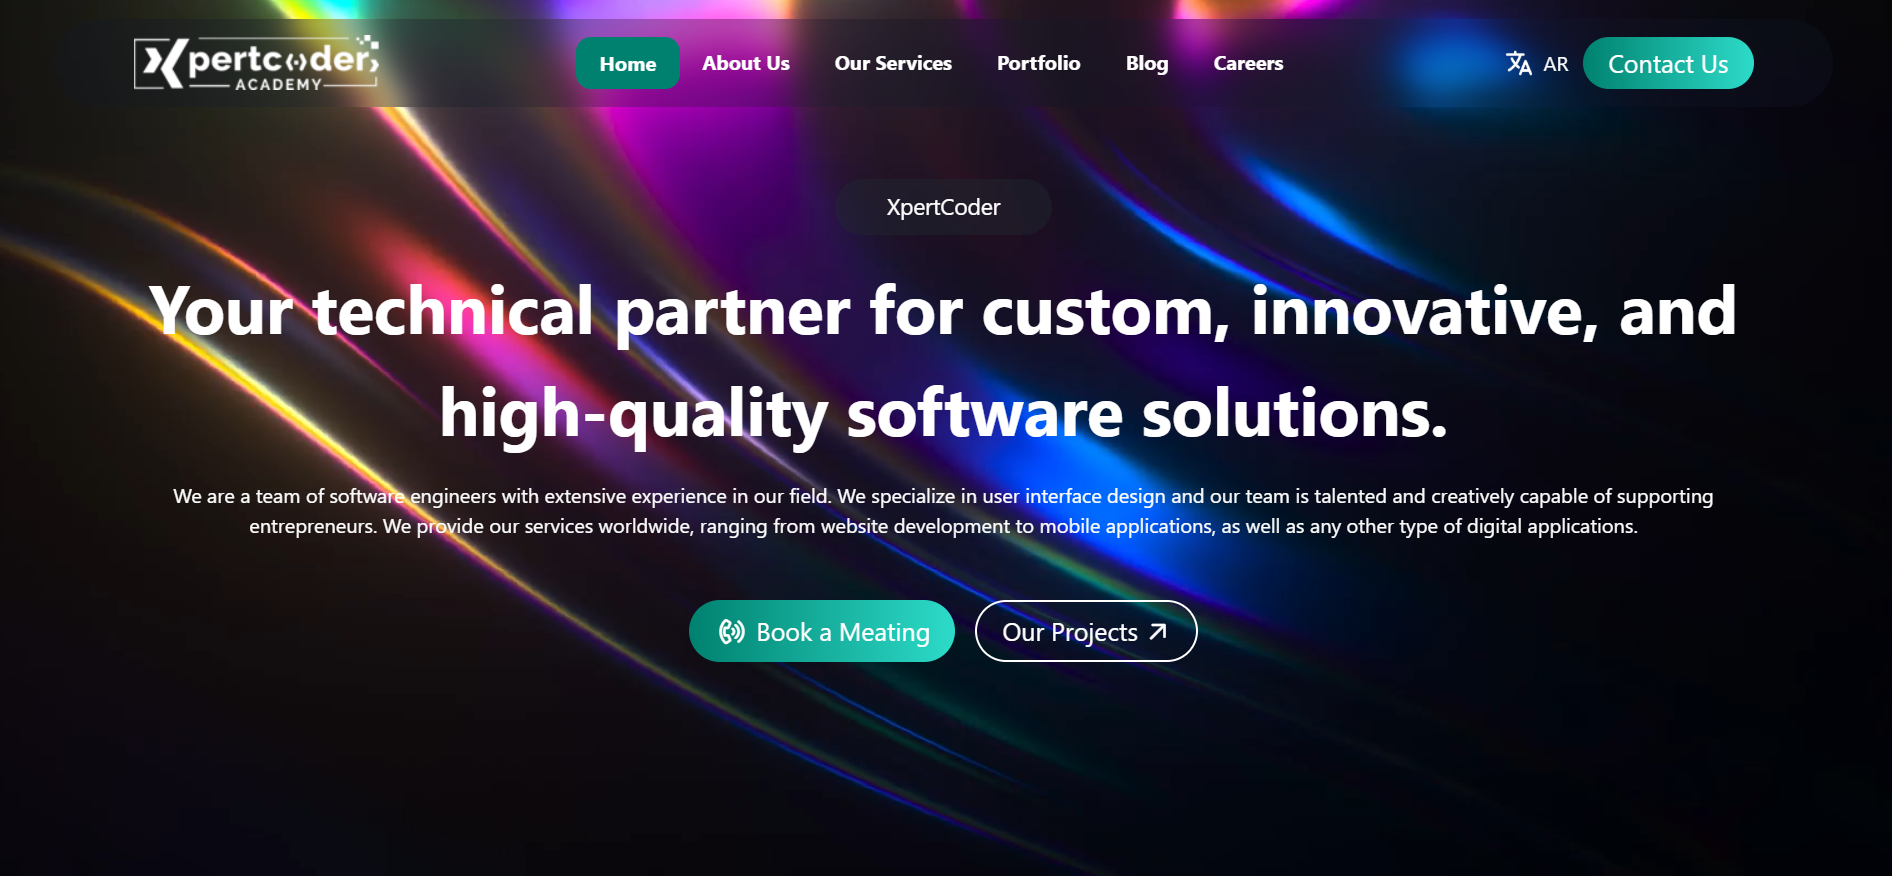 Xpertcoder
ACADEMY
Home
About Us
Our Services
Portfolio
Blog
Careers
AR
Contact Us
XpertCoder
Your technical partner for custom, innovative, and
high-quality software solutions.
We are a team of software engineers with extensive experience in our field. We specialize in user interface design and our team is talented and creatively capable of supporting
entrepreneurs. We provide our services worldwide, ranging from website development to mobile applications, as well as any other type of digital applications.
Book a Meating
Our Projects